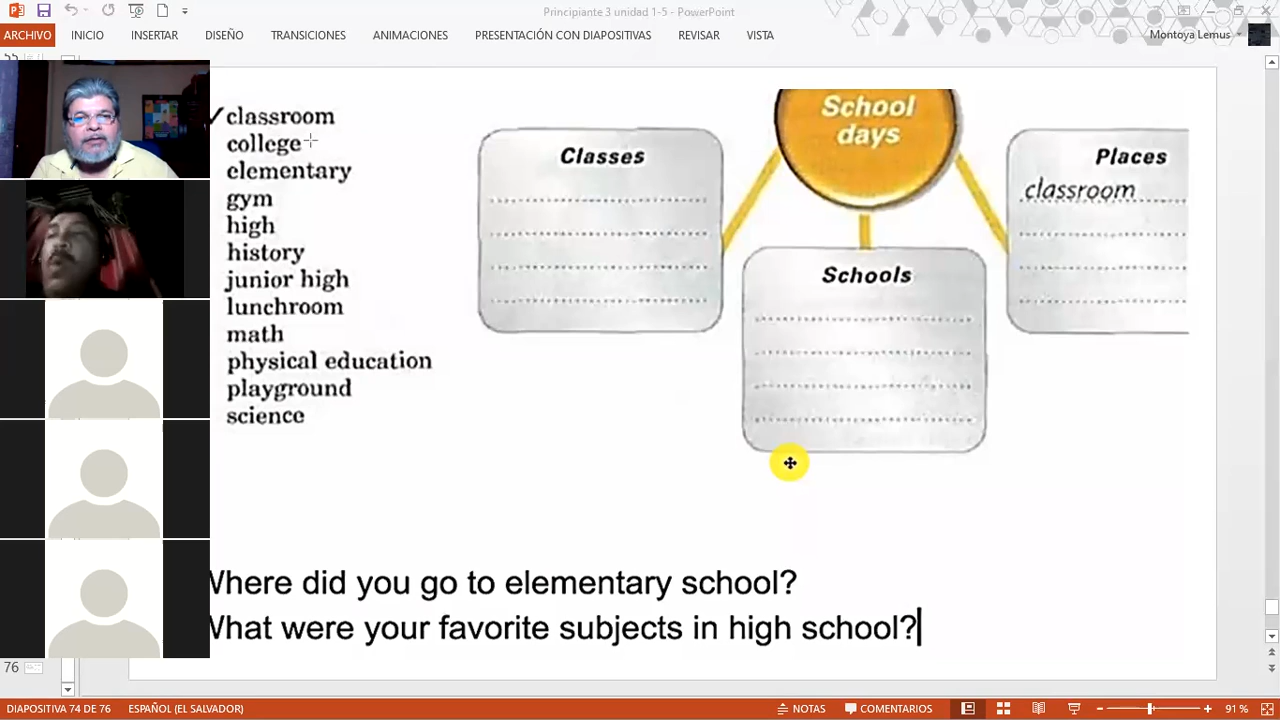 Principiante 3 unidad 1-5 - PowerPoint
ARCHIVO INICIO INSERTAR DISEÑO TRANSICIONES ANIMACIONES PRESENTACIÓN CON DIAPOSITIVAS REVISAR VISTA Montoya Lemus
classroom
college
elementary
gym
high
history
junior high
lunchroom
math
physical education
playground
science
School
days
Classes
Schools
Places
classroom
Where did you go to elementary school?
What were your favorite subjects in high school?
76
DIAPOSITIVA 74 DE 76 ESPAÑOL (EL SALVADOR) NOTAS COMENTARIOS 91 %